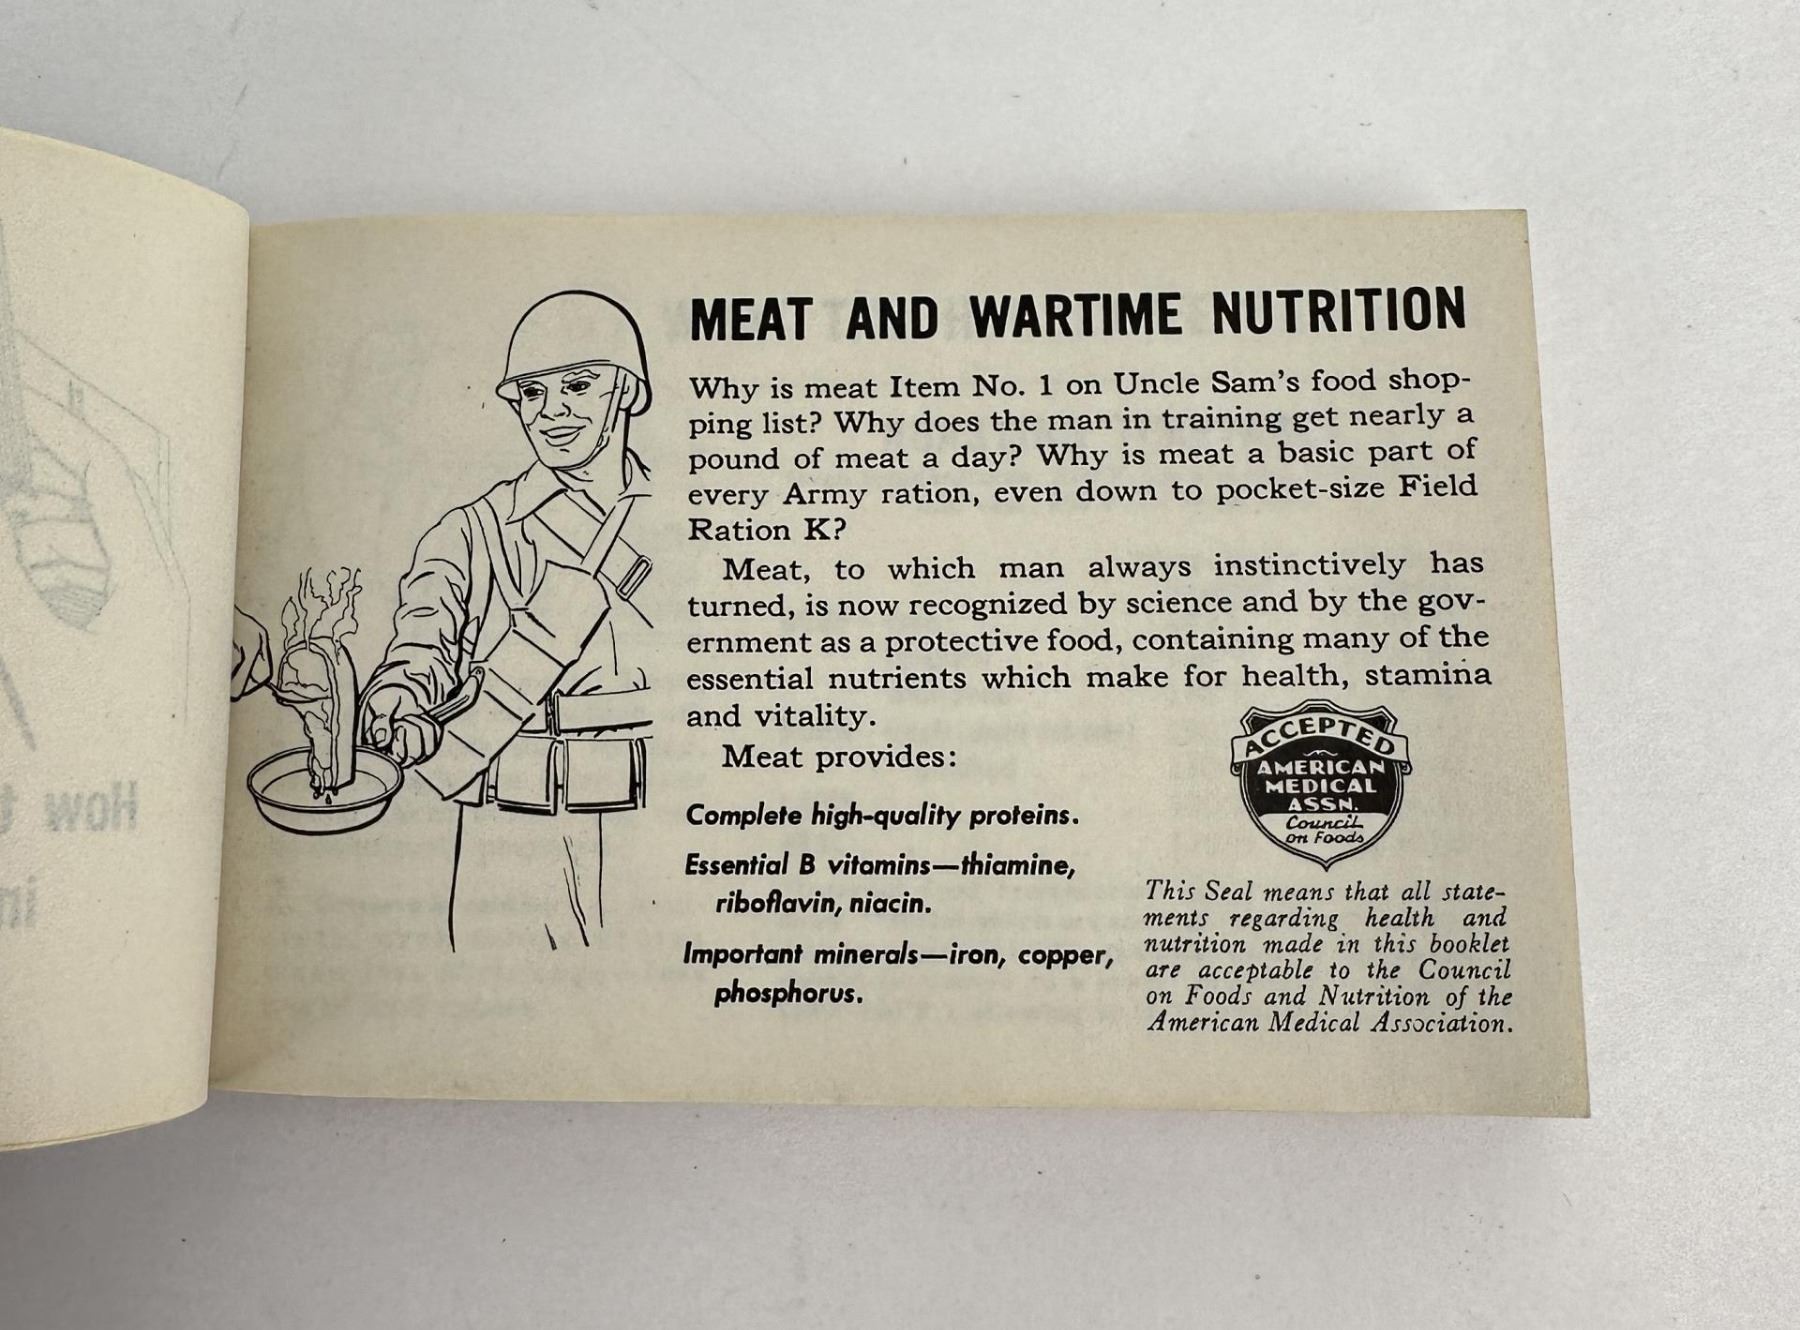 MEAT AND WARTIME NUTRITION
Why is meat Item No. 1 on Uncle Sam's food shop-
ping list? Why does the man in training get nearly a
pound of meat a day? Why is meat a basic part of
every Army ration, even down to pocket-size Field
Ration K?
Meat, to which man always instinctively has
turned, is now recognized by science and by the gov-
ernment as a protective food, containing many of the
essential nutrients which make for health, stamina
and vitality.
Meat provides:
Complete high-quality proteins.
Essential B vitamins—thiamine,
riboflavin, niacin.
Important minerals—iron, copper,
phosphorus.
ACCEPTED
AMERICAN
MEDICAL
ASSN.
Council
on Foods
This Seal means that all state-
ments regarding health and
nutrition made in this booklet
are acceptable to the Council
on Foods and Nutrition of the
American Medical Association.
How t
in